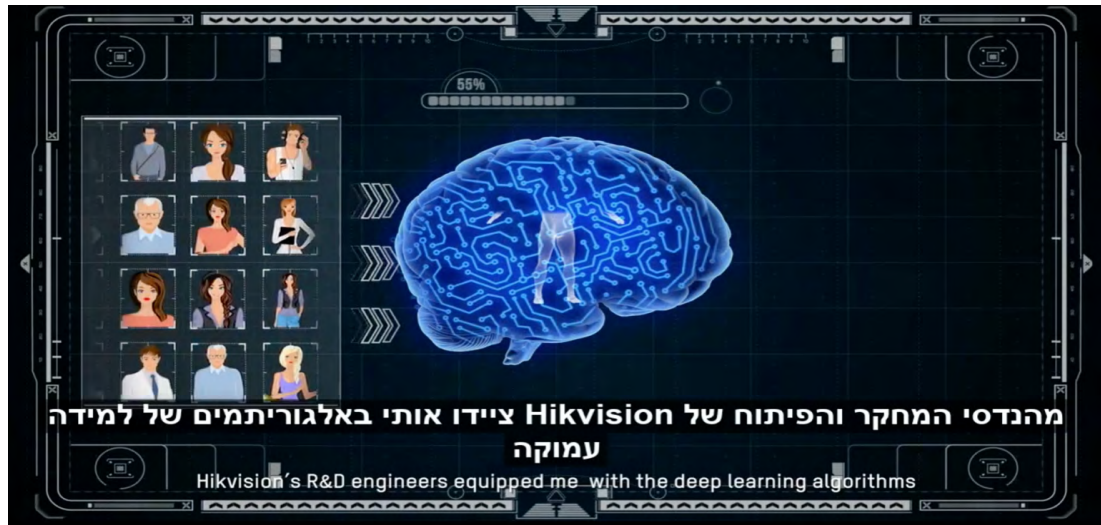 55%
מהנדסי המחקר והפיתוח של Hikvision ציידו אותי באלגוריתמים של למידה
עמוקה
Hikvision's R&D engineers equipped me with the deep learning algorithms